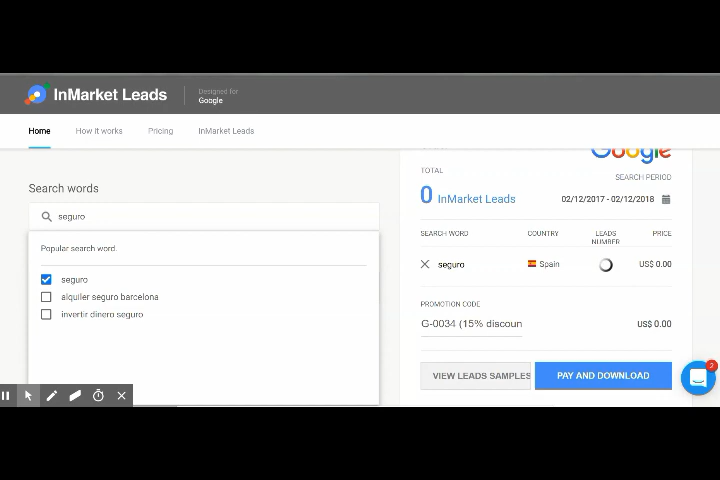 InMarket Leads
Designed for
Google
Home
How it works
Pricing
InMarket Leads
Search words
seguro
Popular search word.
seguro
alquiler seguro barcelona
invertir dinero seguro
Google
TOTAL
0 InMarket Leads
SEARCH PERIOD
02/12/2017 - 02/12/2018
SEARCH WORD
COUNTRY
LEADS
NUMBER
PRICE
seguro
Spain
US$ 0.00
PROMOTION CODE
G-0034 (15% discoun
US$ 0.00
VIEW LEADS SAMPLES
PAY AND DOWNLOAD
2